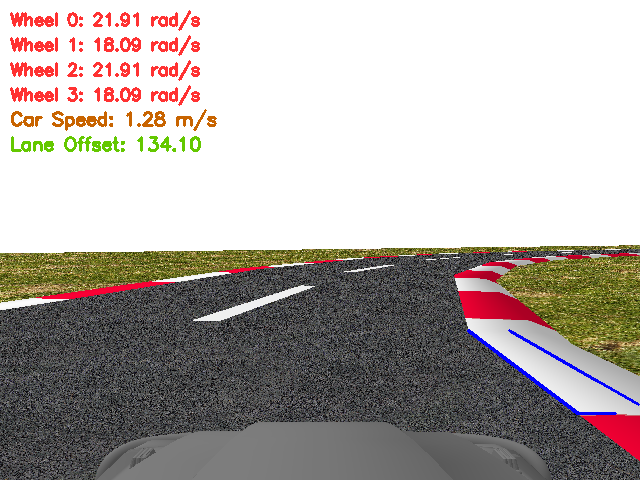 Wheel 0: 21.91 rad/s
Wheel 1: 18.09 rad/s
Wheel 2: 21.91 rad/s
Wheel 3: 18.09 rad/s
Car Speed: 1.28 m/s
Lane Offset: 134.10